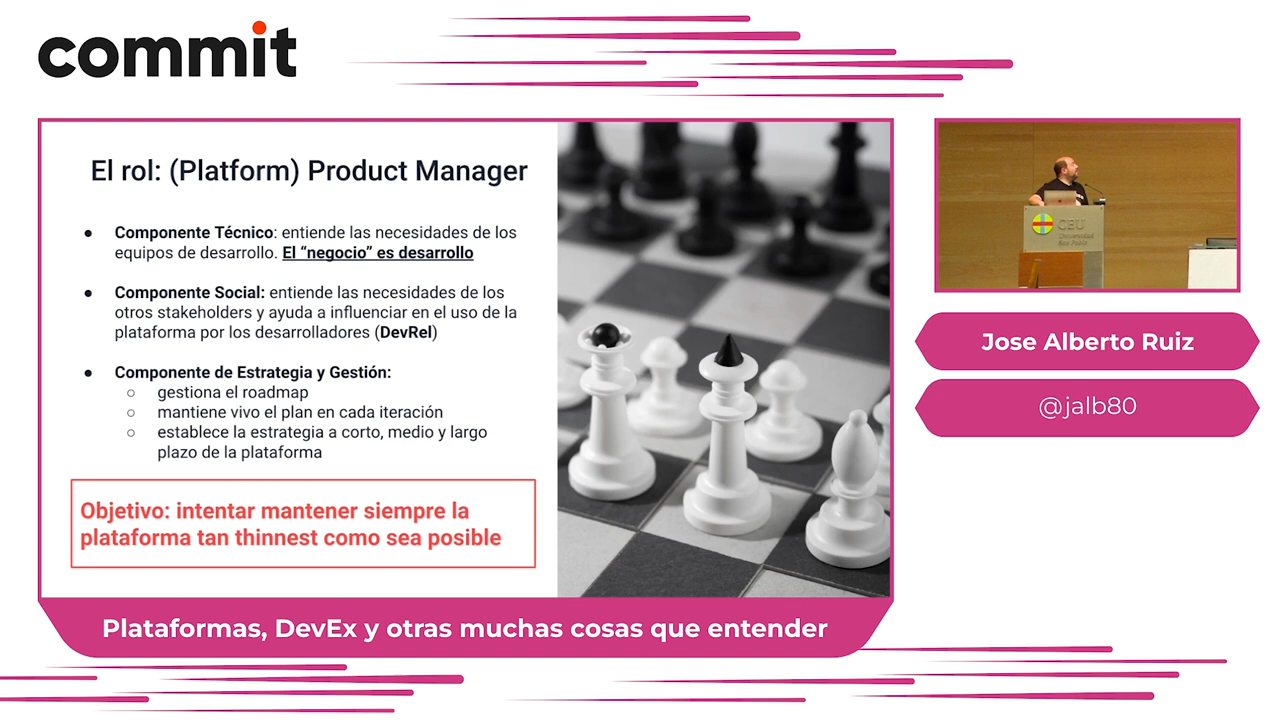 commit
El rol: (Platform) Product Manager
● Componente Técnico: entiende las necesidades de los
equipos de desarrollo. El “negocio” es desarrollo
● Componente Social: entiende las necesidades de los
otros stakeholders y ayuda a influenciar en el uso de la
plataforma por los desarrolladores (DevRel)
● Componente de Estrategia y Gestión:
○ gestiona el roadmap
○ mantiene vivo el plan en cada iteración
○ establece la estrategia a corto, medio y largo
plazo de la plataforma
Objetivo: intentar mantener siempre la
plataforma tan thinnest como sea posible
Plataformas, DevEx y otras muchas cosas que entender
CEU
Universidad
San Pablo
Jose Alberto Ruiz
@jalb80